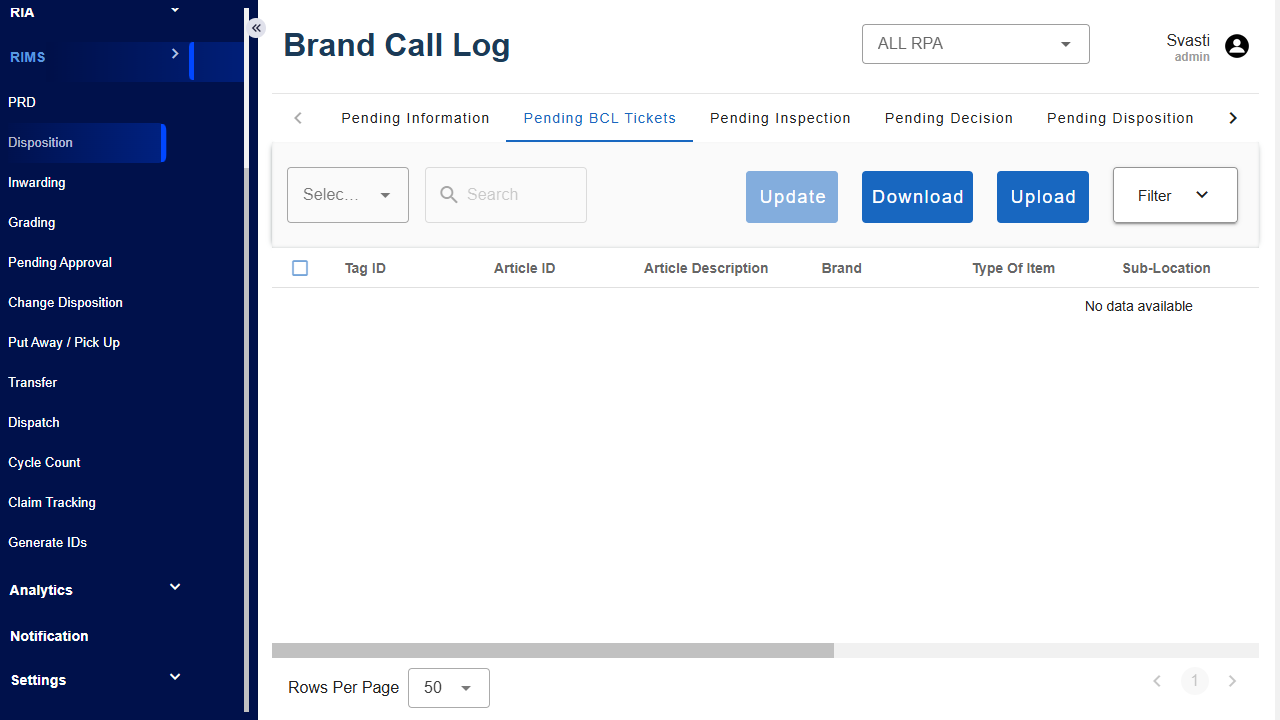 RIA
RIMS
PRD
Disposition
Inwarding
Grading
Pending Approval
Change Disposition
Put Away / Pick Up
Transfer
Dispatch
Cycle Count
Claim Tracking
Generate IDs
Analytics
Notification
Settings
Brand Call Log
ALL RPA
Svasti
admin
Pending Information Pending BCL Tickets Pending Inspection Pending Decision Pending Disposition
Selec... Search Update Download Upload Filter
Tag ID Article ID Article Description Brand Type Of Item Sub-Location
No data available
Rows Per Page 50 1